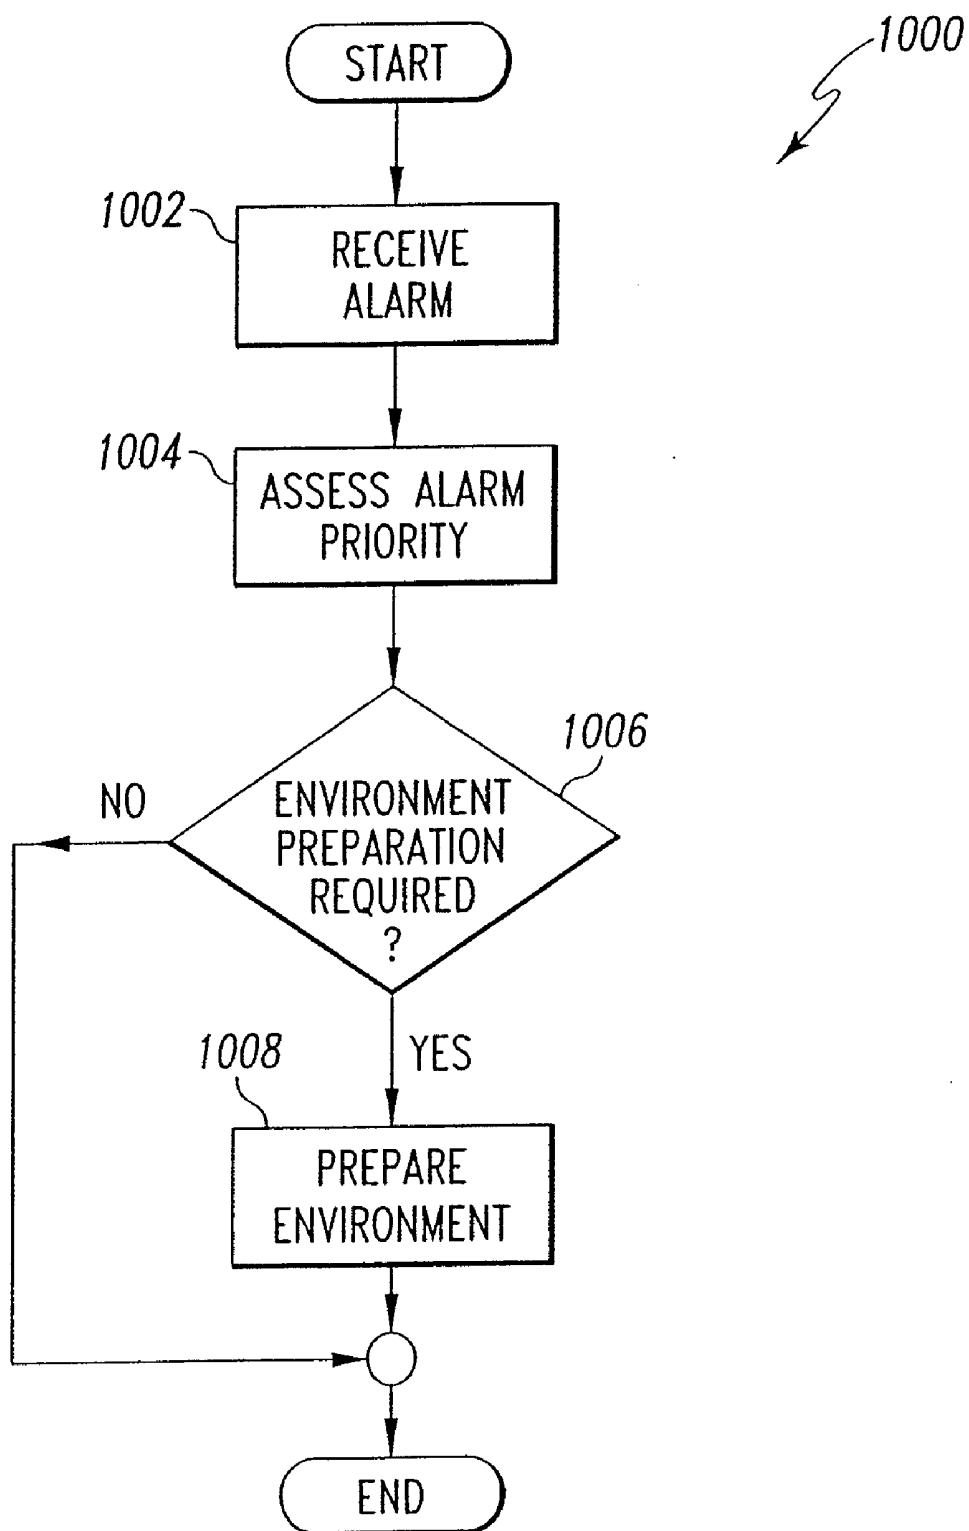 START
1000
1002
RECEIVE
ALARM
1004
ASSESS ALARM
PRIORITY
1006
NO
ENVIRONMENT
PREPARATION
REQUIRED
?
YES
1008
PREPARE
ENVIRONMENT
END